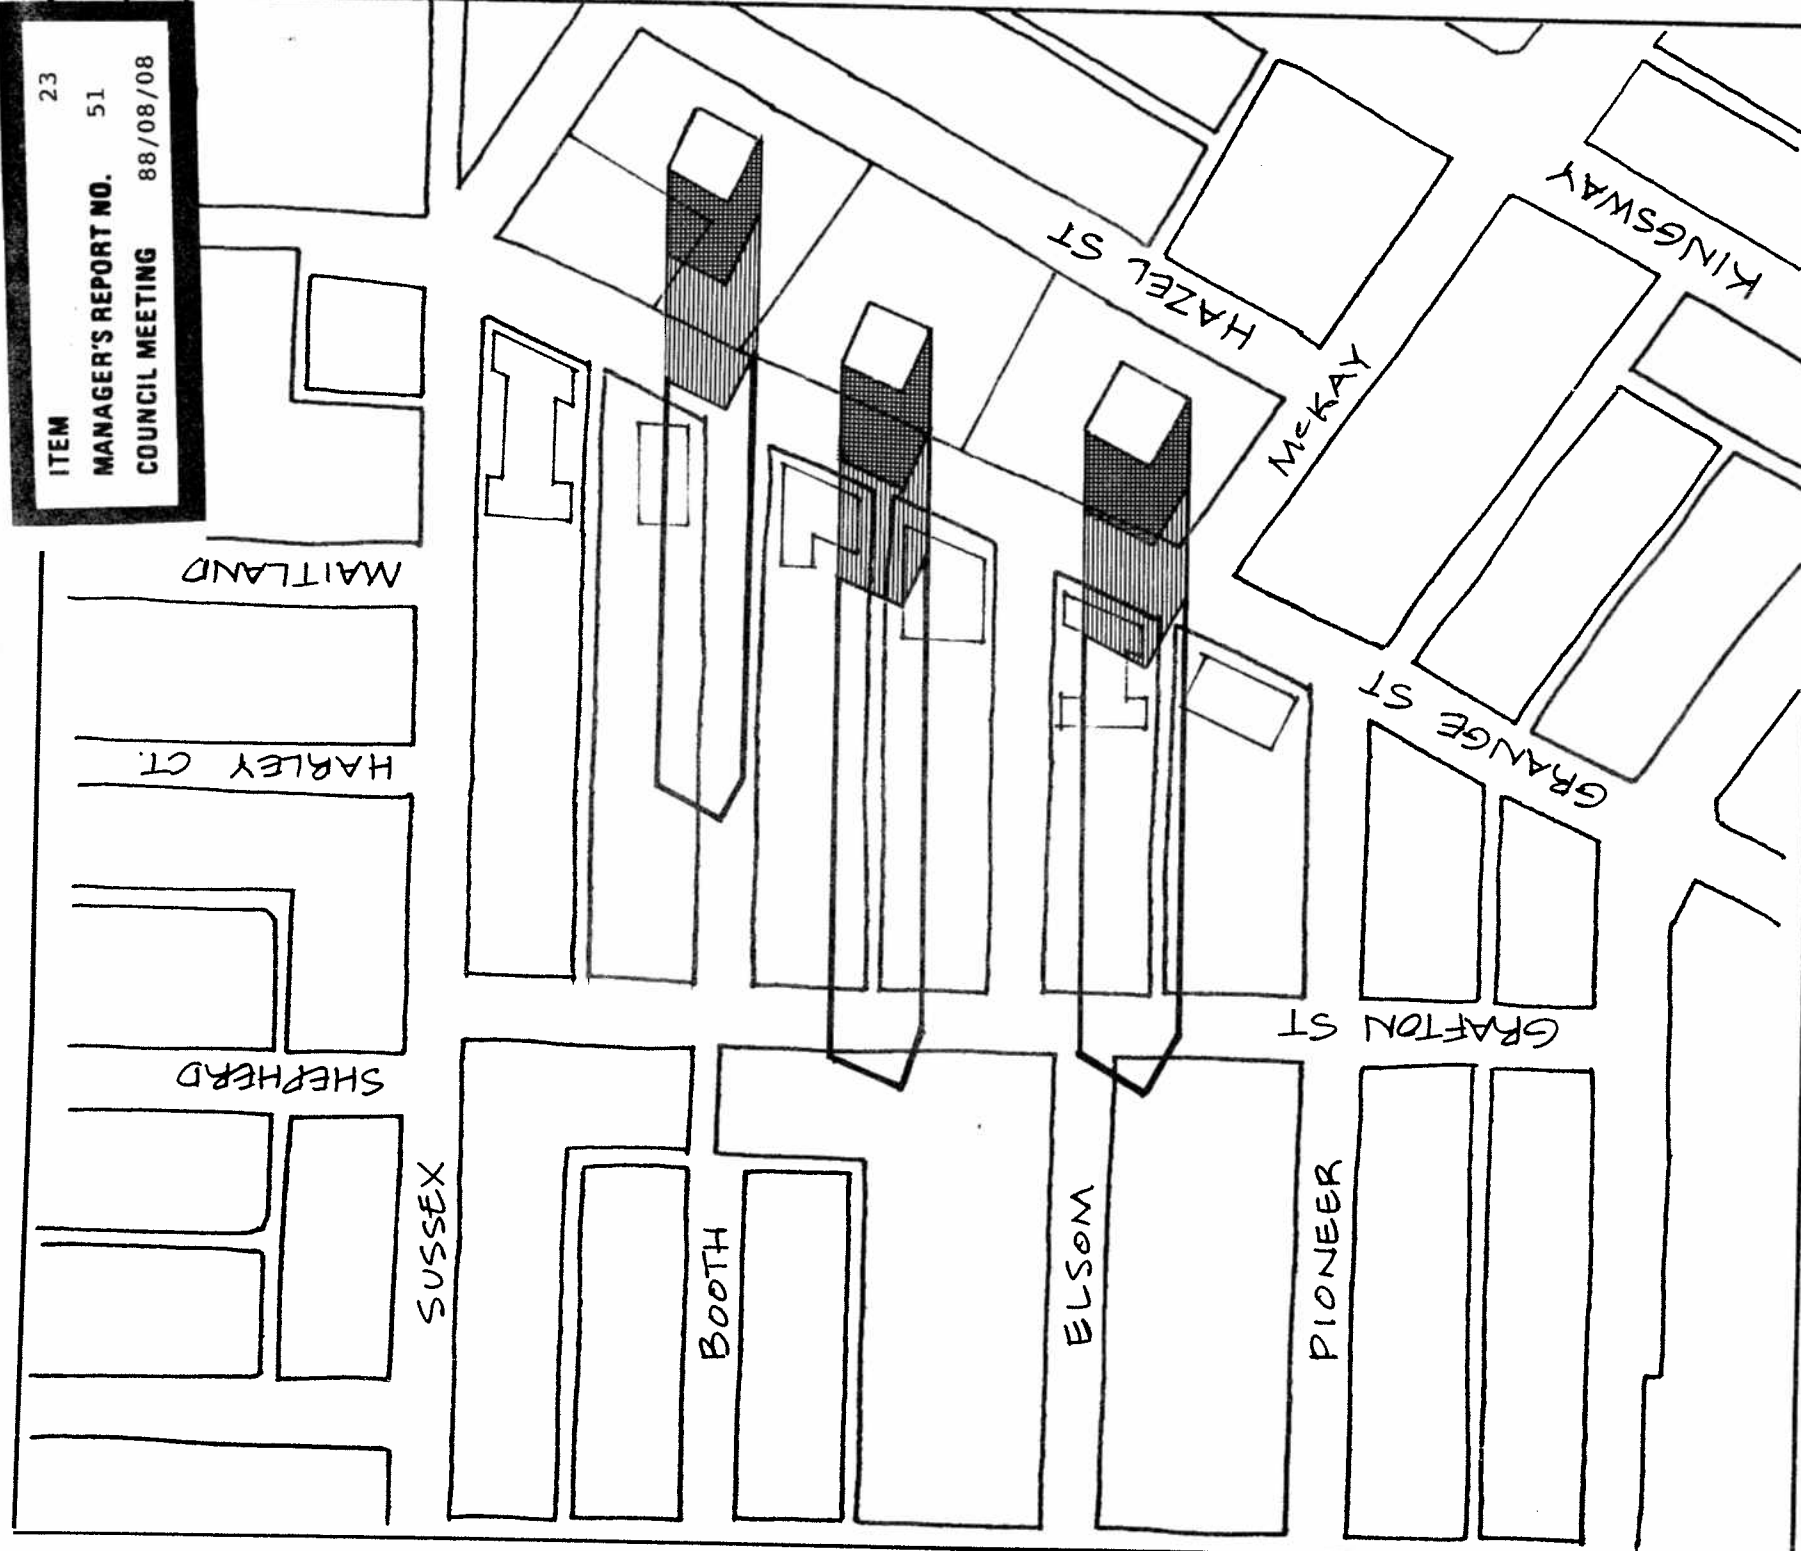 ITEM 23
MANAGER'S REPORT NO. 51
COUNCIL MEETING 88/08/08
KINGSWAY
HAZEL ST
McKAY
MAITLAND
GRANGE ST
HARLEY CT.
GRAFTON ST
SHEPHERD
SUSSEX
BOOTH
ELSOM
PIONEER